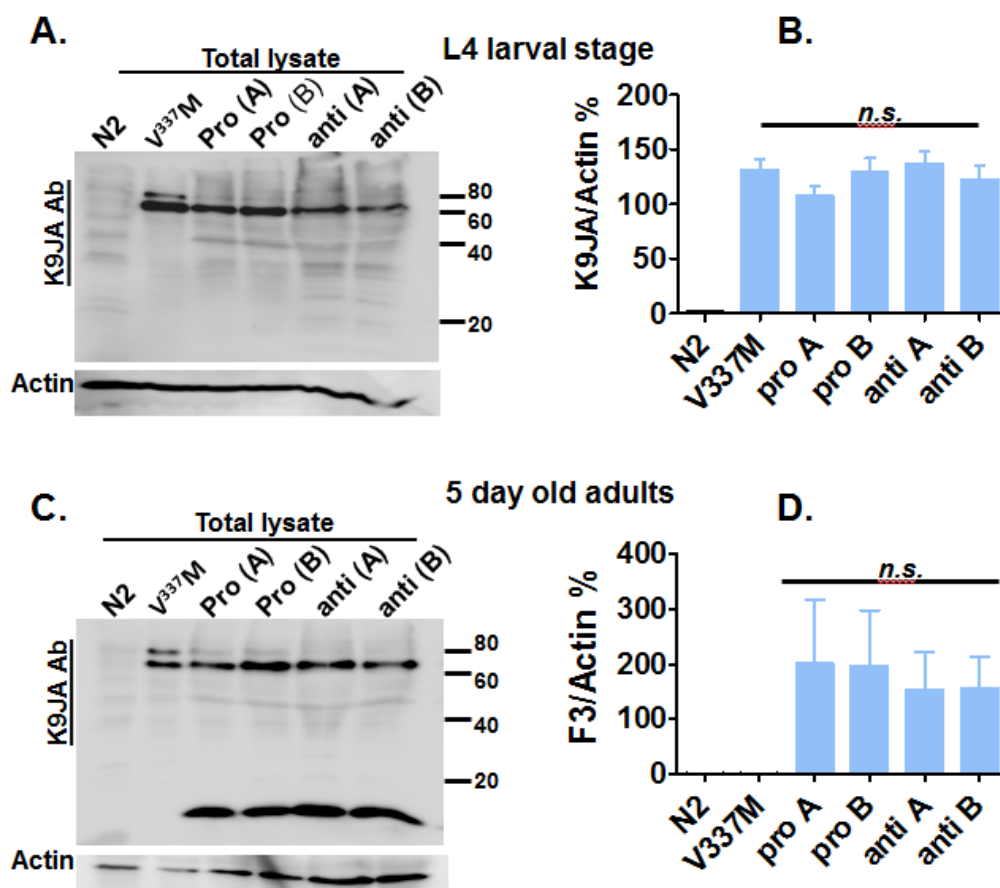 A.
Total lysate
N2 V³³⁷M Pro (A) Pro (B) anti (A) anti (B)
K9JA Ab
80
60
40
20
Actin
L4 larval stage
B.
K9JA/Actin %
200
150
100
50
0
n.s.
N2 V337M pro A pro B anti A anti B
5 day old adults
C.
Total lysate
N2 V³³⁷M Pro (A) Pro (B) anti (A) anti (B)
K9JA Ab
80
60
40
20
Actin
D.
F3/Actin %
400
300
200
100
0
n.s.
N2 V337M pro A pro B anti A anti B